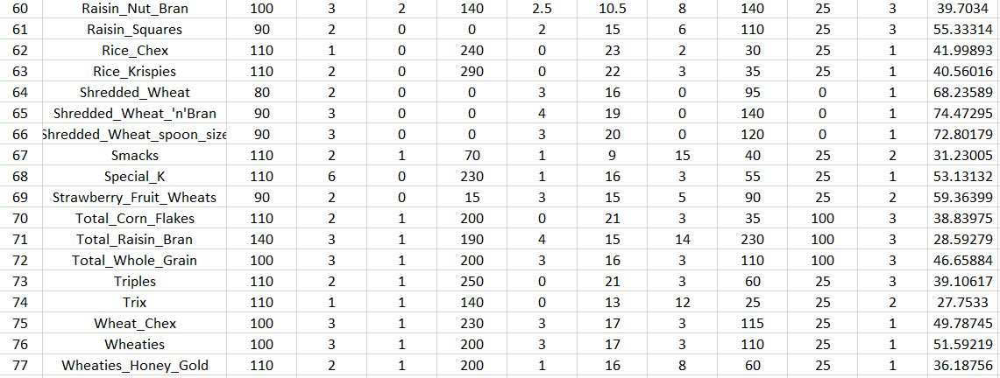 60 Raisin_Nut_Bran 100 3 2 140 2.5 10.5 8 140 25 3 39.7034
61 Raisin_Squares 90 2 0 0 2 15 6 110 25 3 55.33314
62 Rice_Chex 110 1 0 240 0 23 2 30 25 1 41.99893
63 Rice_Krispies 110 2 0 290 0 22 3 35 25 1 40.56016
64 Shredded_Wheat 80 2 0 0 3 16 0 95 0 1 68.23589
65 Shredded_Wheat_'n'Bran 90 3 0 0 4 19 0 140 0 1 74.47295
66 Shredded_Wheat_spoon_size 90 3 0 0 3 20 0 120 0 1 72.80179
67 Smacks 110 2 1 70 1 9 15 40 25 2 31.23005
68 Special_K 110 6 0 230 1 16 3 55 25 1 53.13132
69 Strawberry_Fruit_Wheats 90 2 0 15 3 15 5 90 25 2 59.36399
70 Total_Corn_Flakes 110 2 1 200 0 21 3 35 100 3 38.83975
71 Total_Raisin_Bran 140 3 1 190 4 15 14 230 100 3 28.59279
72 Total_Whole_Grain 100 3 1 200 3 16 3 110 100 3 46.65884
73 Triples 110 2 1 250 0 21 3 60 25 3 39.10617
74 Trix 110 1 1 140 0 13 12 25 25 2 27.7533
75 Wheat_Chex 100 3 1 230 3 17 3 115 25 1 49.78745
76 Wheaties 100 3 1 200 3 17 3 110 25 1 51.59219
77 Wheaties_Honey_Gold 110 2 1 200 1 16 8 60 25 1 36.18756